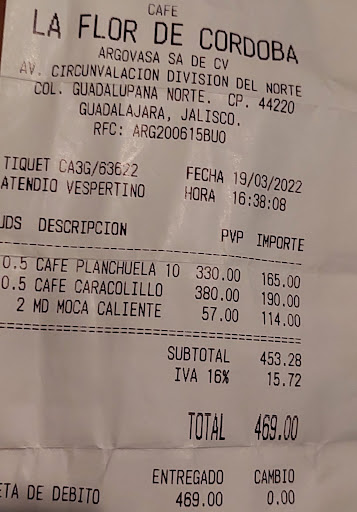 CAFE
LA FLOR DE CORDOBA
ARGOVASA SA DE CV
AV. CIRCUNVALACION DIVISION DEL NORTE
COL. GUADALUPANA NORTE. CP. 44220
GUADALAJARA, JALISCO.
RFC: ARG200615BU0
TIQUET CA3G/63622 FECHA 19/03/2022
ATENDIO VESPERTINO HORA 16:38:08
UDS DESCRIPCION PVP IMPORTE
0.5 CAFE PLANCHUELA 10 330.00 165.00
0.5 CAFE CARACOLILLO 380.00 190.00
2 MD MOCA CALIENTE 57.00 114.00
SUBTOTAL 453.28
IVA 16% 15.72
TOTAL 469.00
ENTREGADO CAMBIO
ETA DE DEBITO 469.00 0.00